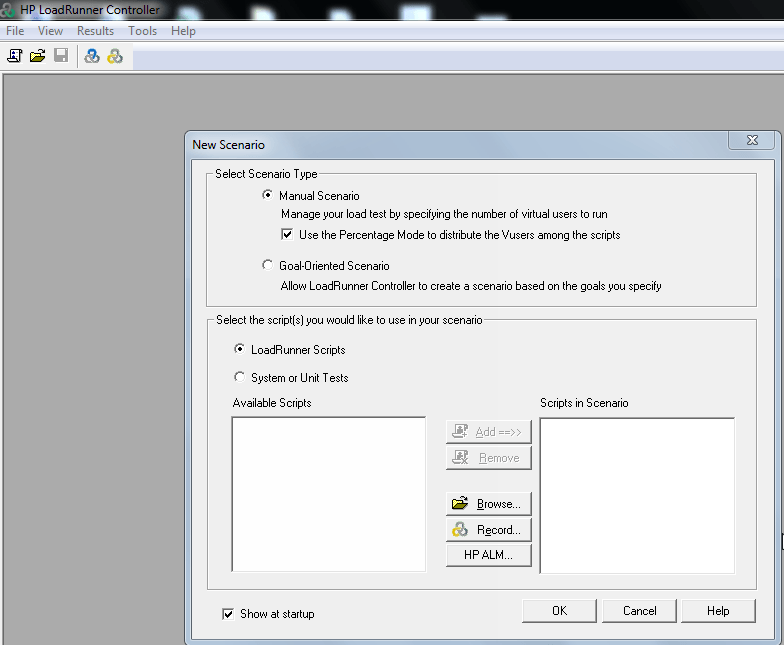 HP LoadRunner Controller
File View Results Tools Help
New Scenario
Select Scenario Type
Manual Scenario
Manage your load test by specifying the number of virtual users to run
Use the Percentage Mode to distribute the Vusers among the scripts
Goal-Oriented Scenario
Allow LoadRunner Controller to create a scenario based on the goals you specify
Select the script(s) you would like to use in your scenario
LoadRunner Scripts
System or Unit Tests
Available Scripts
Scripts in Scenario
Add ==>>
Remove
Browse...
Record...
HP ALM...
Show at startup
OK
Cancel
Help